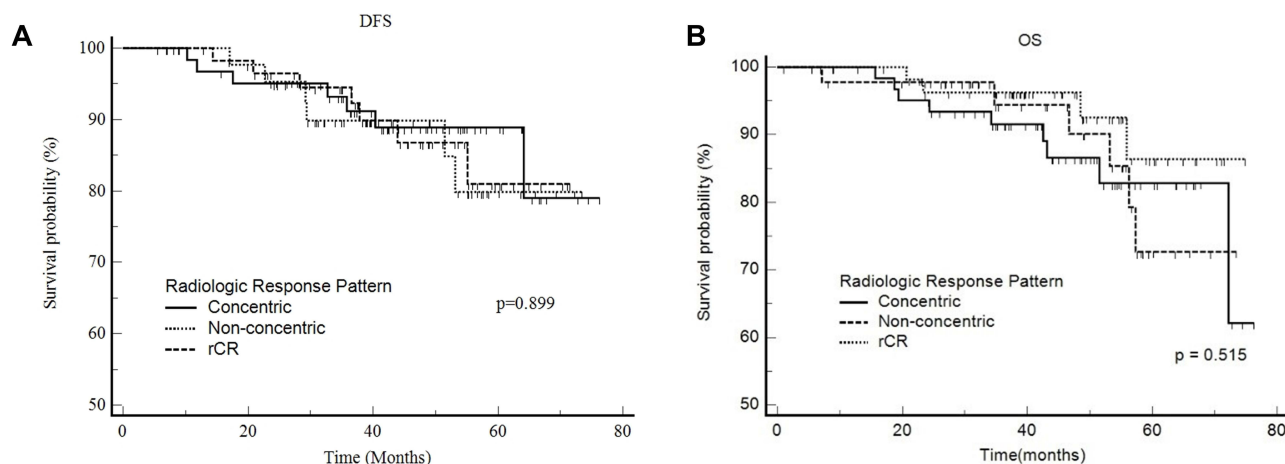 A
DFS
Survival probability (%)
100
90
80
70
60
50
Radiologic Response Pattern
Concentric
Non-concentric
rCR
p=0.899
0 20 40 60 80
Time (Months)
B
OS
Survival probability (%)
100
90
80
70
60
50
Radiologic Response Pattern
Concentric
Non-concentric
rCR
p = 0.515
0 20 40 60 80
Time(months)